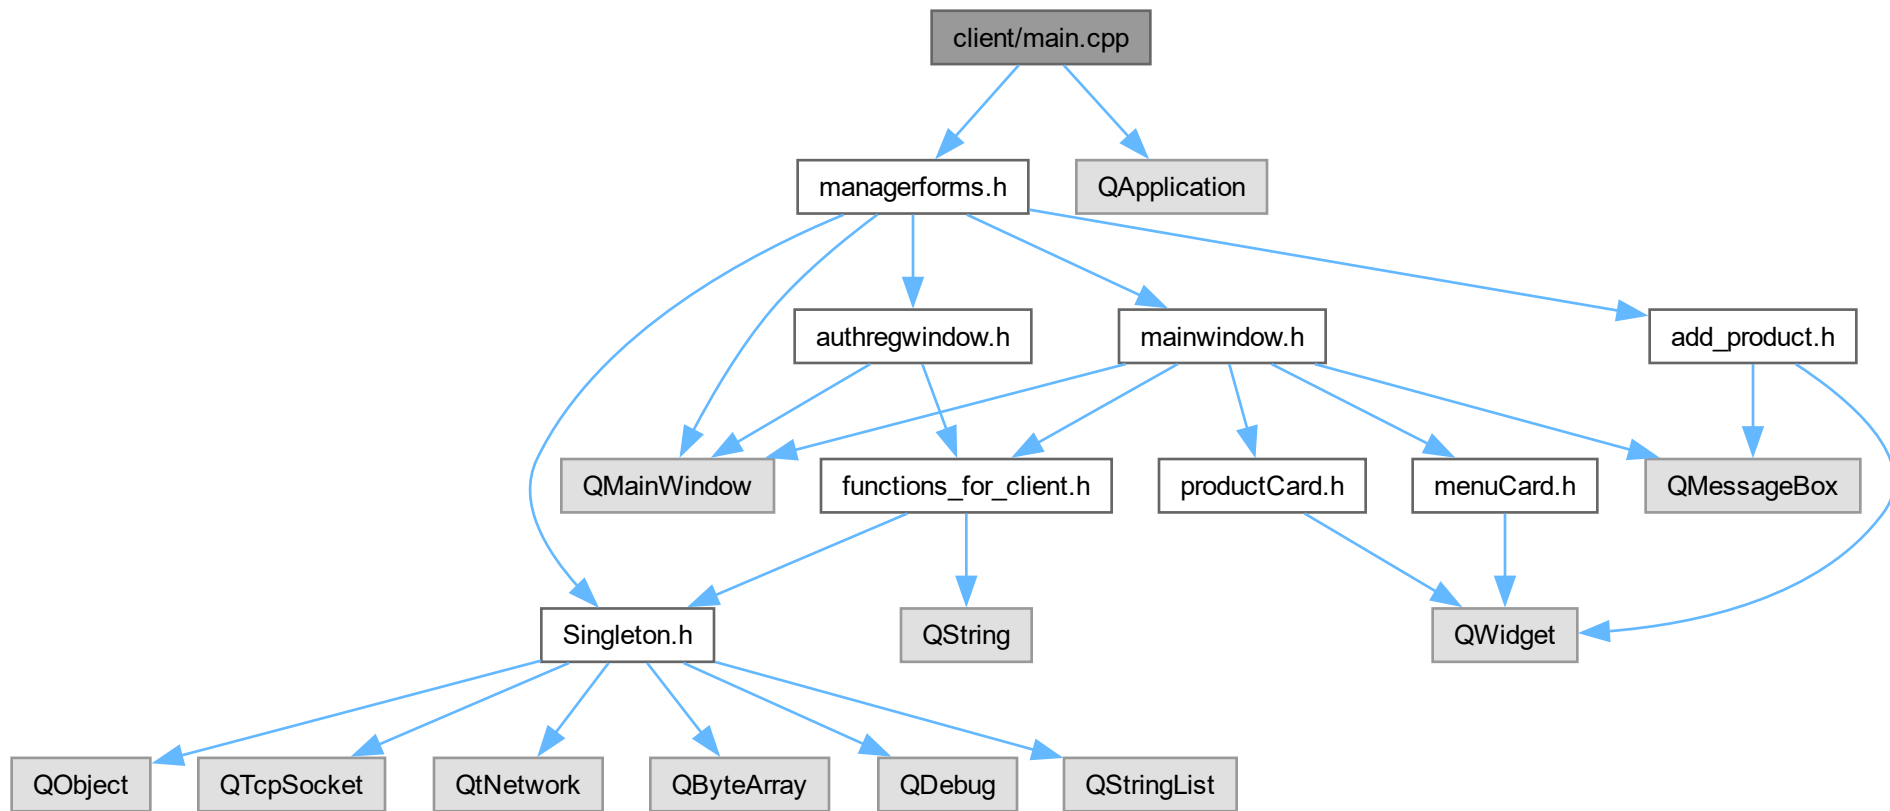 client/main.cpp
managerforms.h
QApplication
authregwindow.h
mainwindow.h
add_product.h
QMainWindow
functions_for_client.h
productCard.h
menuCard.h
QMessageBox
Singleton.h
QString
QWidget
QObject
QTcpSocket
QtNetwork
QByteArray
QDebug
QStringList